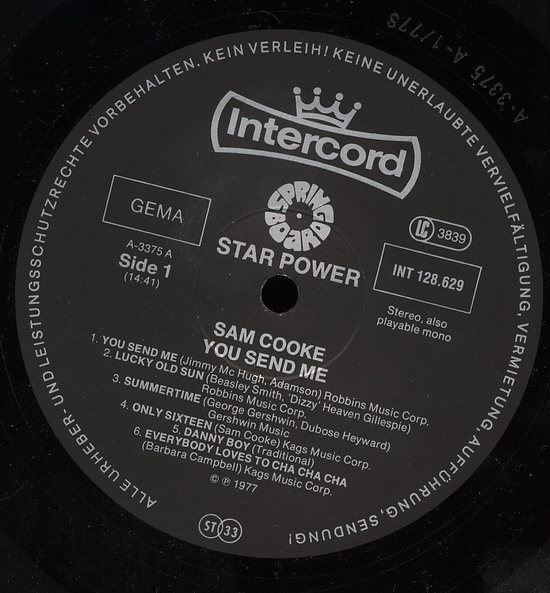 ALLE URHEBER- UND LEISTUNGSSCHUTZRECHTE VORBEHALTEN. KEIN VERLEIH! KEINE UNERLAUBTE VERVIELFÄLTIGUNG, VERMIETUNG, AUFFÜHRUNG, SENDUNG!
A-3375 A-1/77S
Intercord
SPRINGBOARD
GEMA
LC 3839
STAR POWER
A-3375 A
Side 1
(14:41)
INT 128.629
Stereo, also
playable mono
SAM COOKE
YOU SEND ME
1. YOU SEND ME (Jimmy Mc Hugh, Adamson) Robbins Music Corp.
2. LUCKY OLD SUN (Beasley Smith, 'Dizzy' Heaven Gillespie)
Robbins Music Corp.
3. SUMMERTIME (George Gershwin, Dubose Heyward)
Gershwin Music
4. ONLY SIXTEEN (Sam Cooke) Kags Music Corp.
5. DANNY BOY (Traditional)
6. EVERYBODY LOVES TO CHA CHA CHA
(Barbara Campbell) Kags Music Corp.
© ℗ 1977
ST 33